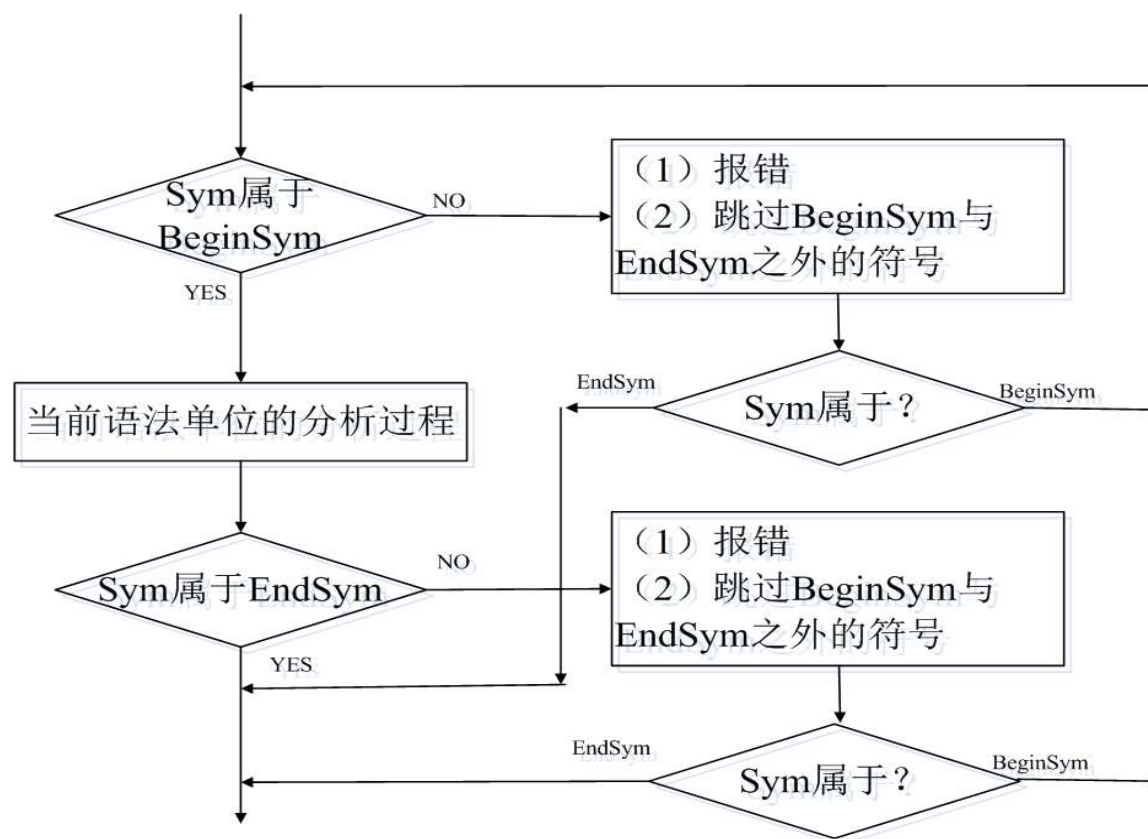 Sym属于
BeginSym
NO
YES
（1）报错
（2）跳过BeginSym与
EndSym之外的符号
EndSym
Sym属于？
BeginSym
当前语法单位的分析过程
Sym属于EndSym
NO
YES
（1）报错
（2）跳过BeginSym与
EndSym之外的符号
EndSym
Sym属于？
BeginSym